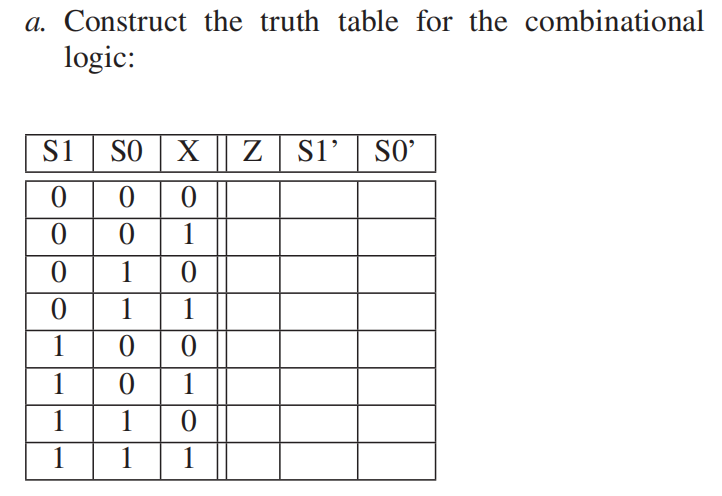 a. Construct the truth table for the combinational
logic:
S1 S0 X Z S1’ S0’
0 0 0
0 0 1
0 1 0
0 1 1
1 0 0
1 0 1
1 1 0
1 1 1